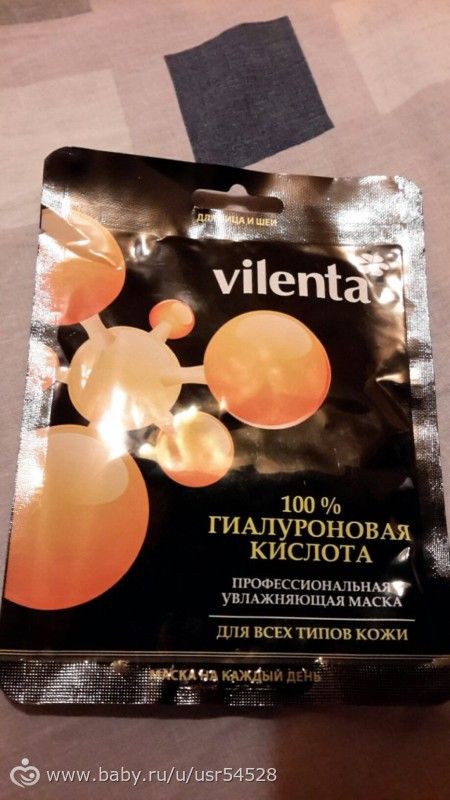 ДЛЯ ЛИЦА И ШЕИ
vilenta
100 %
ГИАЛУРОНОВАЯ
КИСЛОТА
ПРОФЕССИОНАЛЬНАЯ
УВЛАЖНЯЮЩАЯ МАСКА
ДЛЯ ВСЕХ ТИПОВ КОЖИ
МАСКА НА КАЖДЫЙ ДЕНЬ
www.baby.ru/u/usr54528